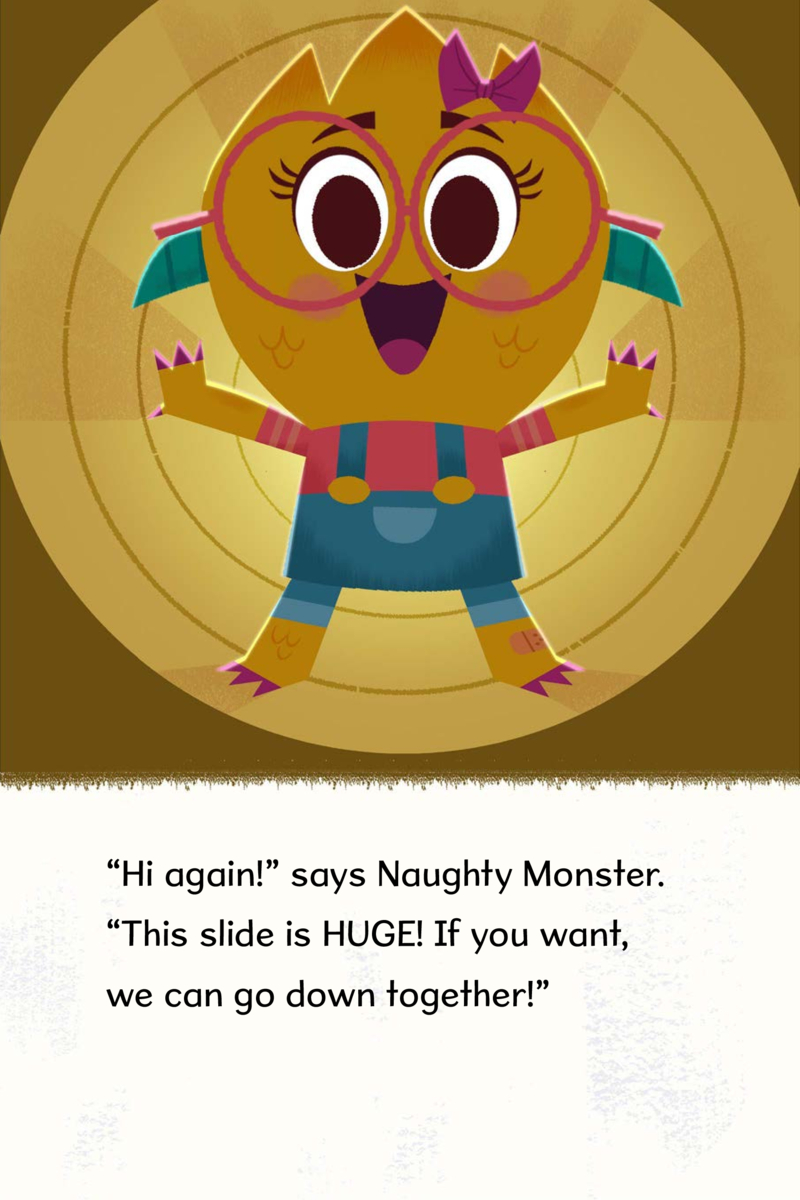 “Hi again!” says Naughty Monster.
“This slide is HUGE! If you want,
we can go down together!”